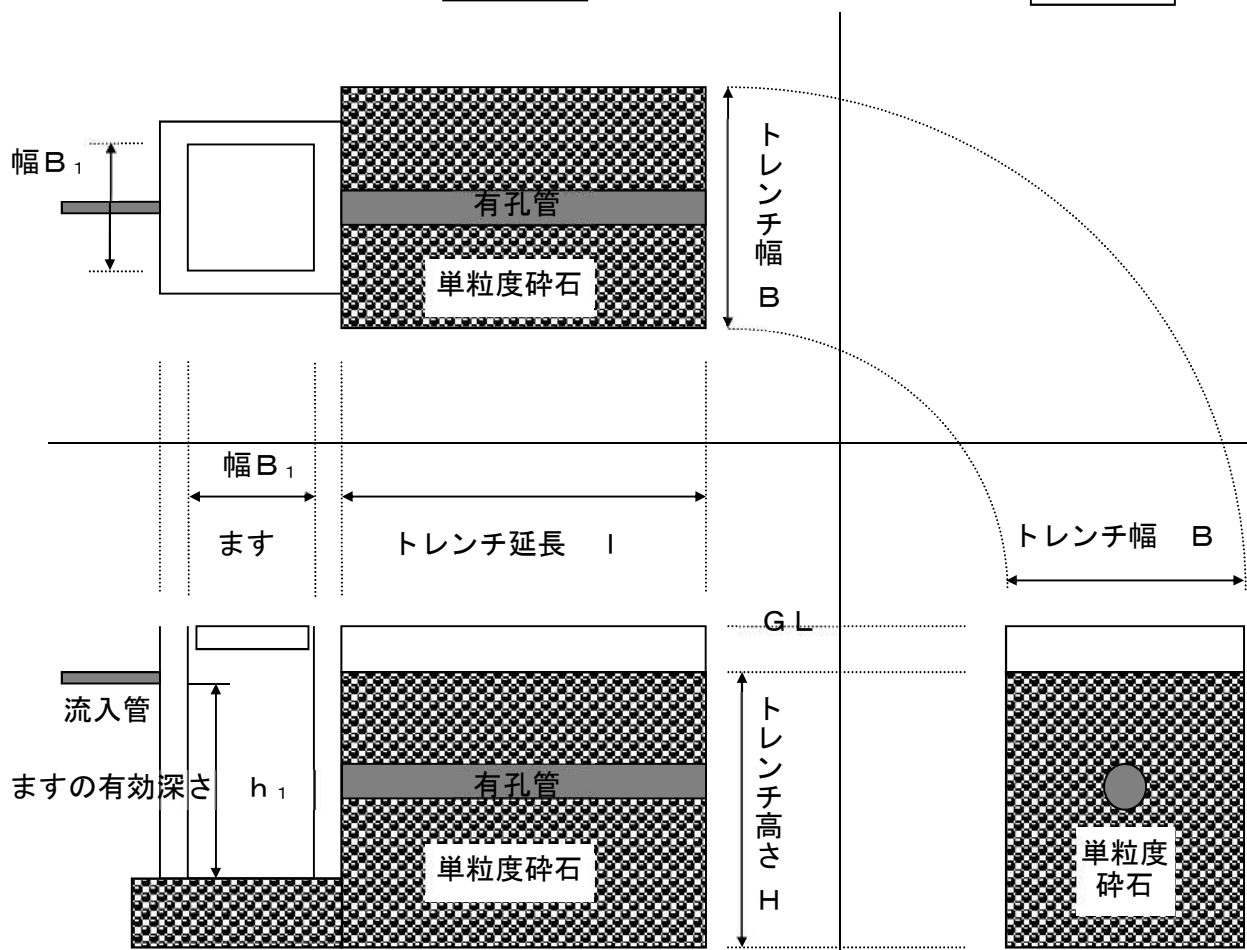 幅B₁
有孔管
単粒度砕石
トレンチ幅 B
幅B₁
ます
トレンチ延長 l
トレンチ幅 B
GL
流入管
ますの有効深さ h₁
有孔管
単粒度砕石
トレンチ高さ H
単粒度
砕石